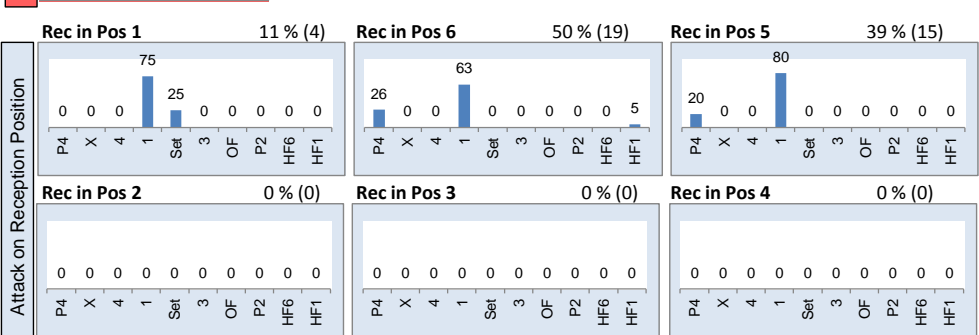 Attack on Reception Position
Rec in Pos 1 11 % (4)
75
25
0 0 0 0 0 0 0 0
P4 X 4 1 Set 3 OF P2 HF6 HF1
Rec in Pos 6 50 % (19)
63
26
0 0 0 0 0 0 0 5
P4 X 4 1 Set 3 OF P2 HF6 HF1
Rec in Pos 5 39 % (15)
80
20
0 0 0 0 0 0 0 0
P4 X 4 1 Set 3 OF P2 HF6 HF1
Rec in Pos 2 0 % (0)
0 0 0 0 0 0 0 0 0 0
P4 X 4 1 Set 3 OF P2 HF6 HF1
Rec in Pos 3 0 % (0)
0 0 0 0 0 0 0 0 0 0
P4 X 4 1 Set 3 OF P2 HF6 HF1
Rec in Pos 4 0 % (0)
0 0 0 0 0 0 0 0 0 0
P4 X 4 1 Set 3 OF P2 HF6 HF1